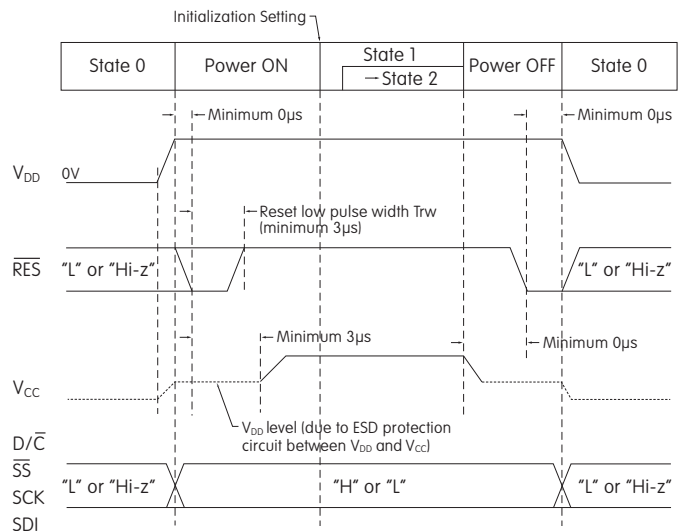 Initialization Setting
State 0
Power ON
State 1
→ State 2
Power OFF
State 0
Minimum 0µs
Minimum 0µs
VDD
0V
Reset low pulse width Trw
(minimum 3µs)
R̅E̅S̅
"L" or "Hi-z"
"L" or "Hi-z"
Minimum 3µs
Minimum 0µs
VCC
VDD level (due to ESD protection
circuit between VDD and VCC)
D/C̅
S̅S̅
SCK
SDI
"L" or "Hi-z"
"H" or "L"
"L" or "Hi-z"